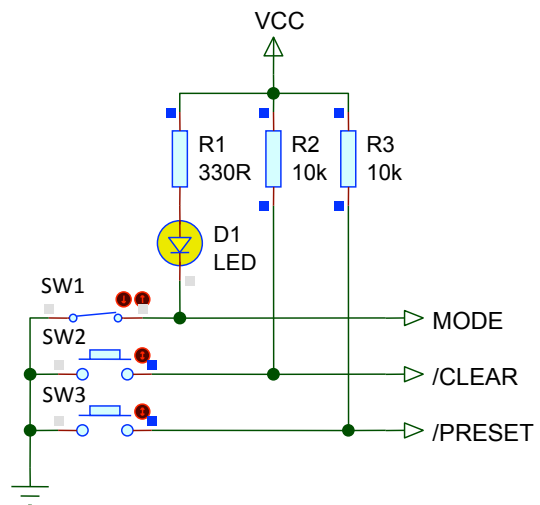 VCC
R1
330R
R2
10k
R3
10k
D1
LED
SW1
MODE
SW2
/CLEAR
SW3
/PRESET